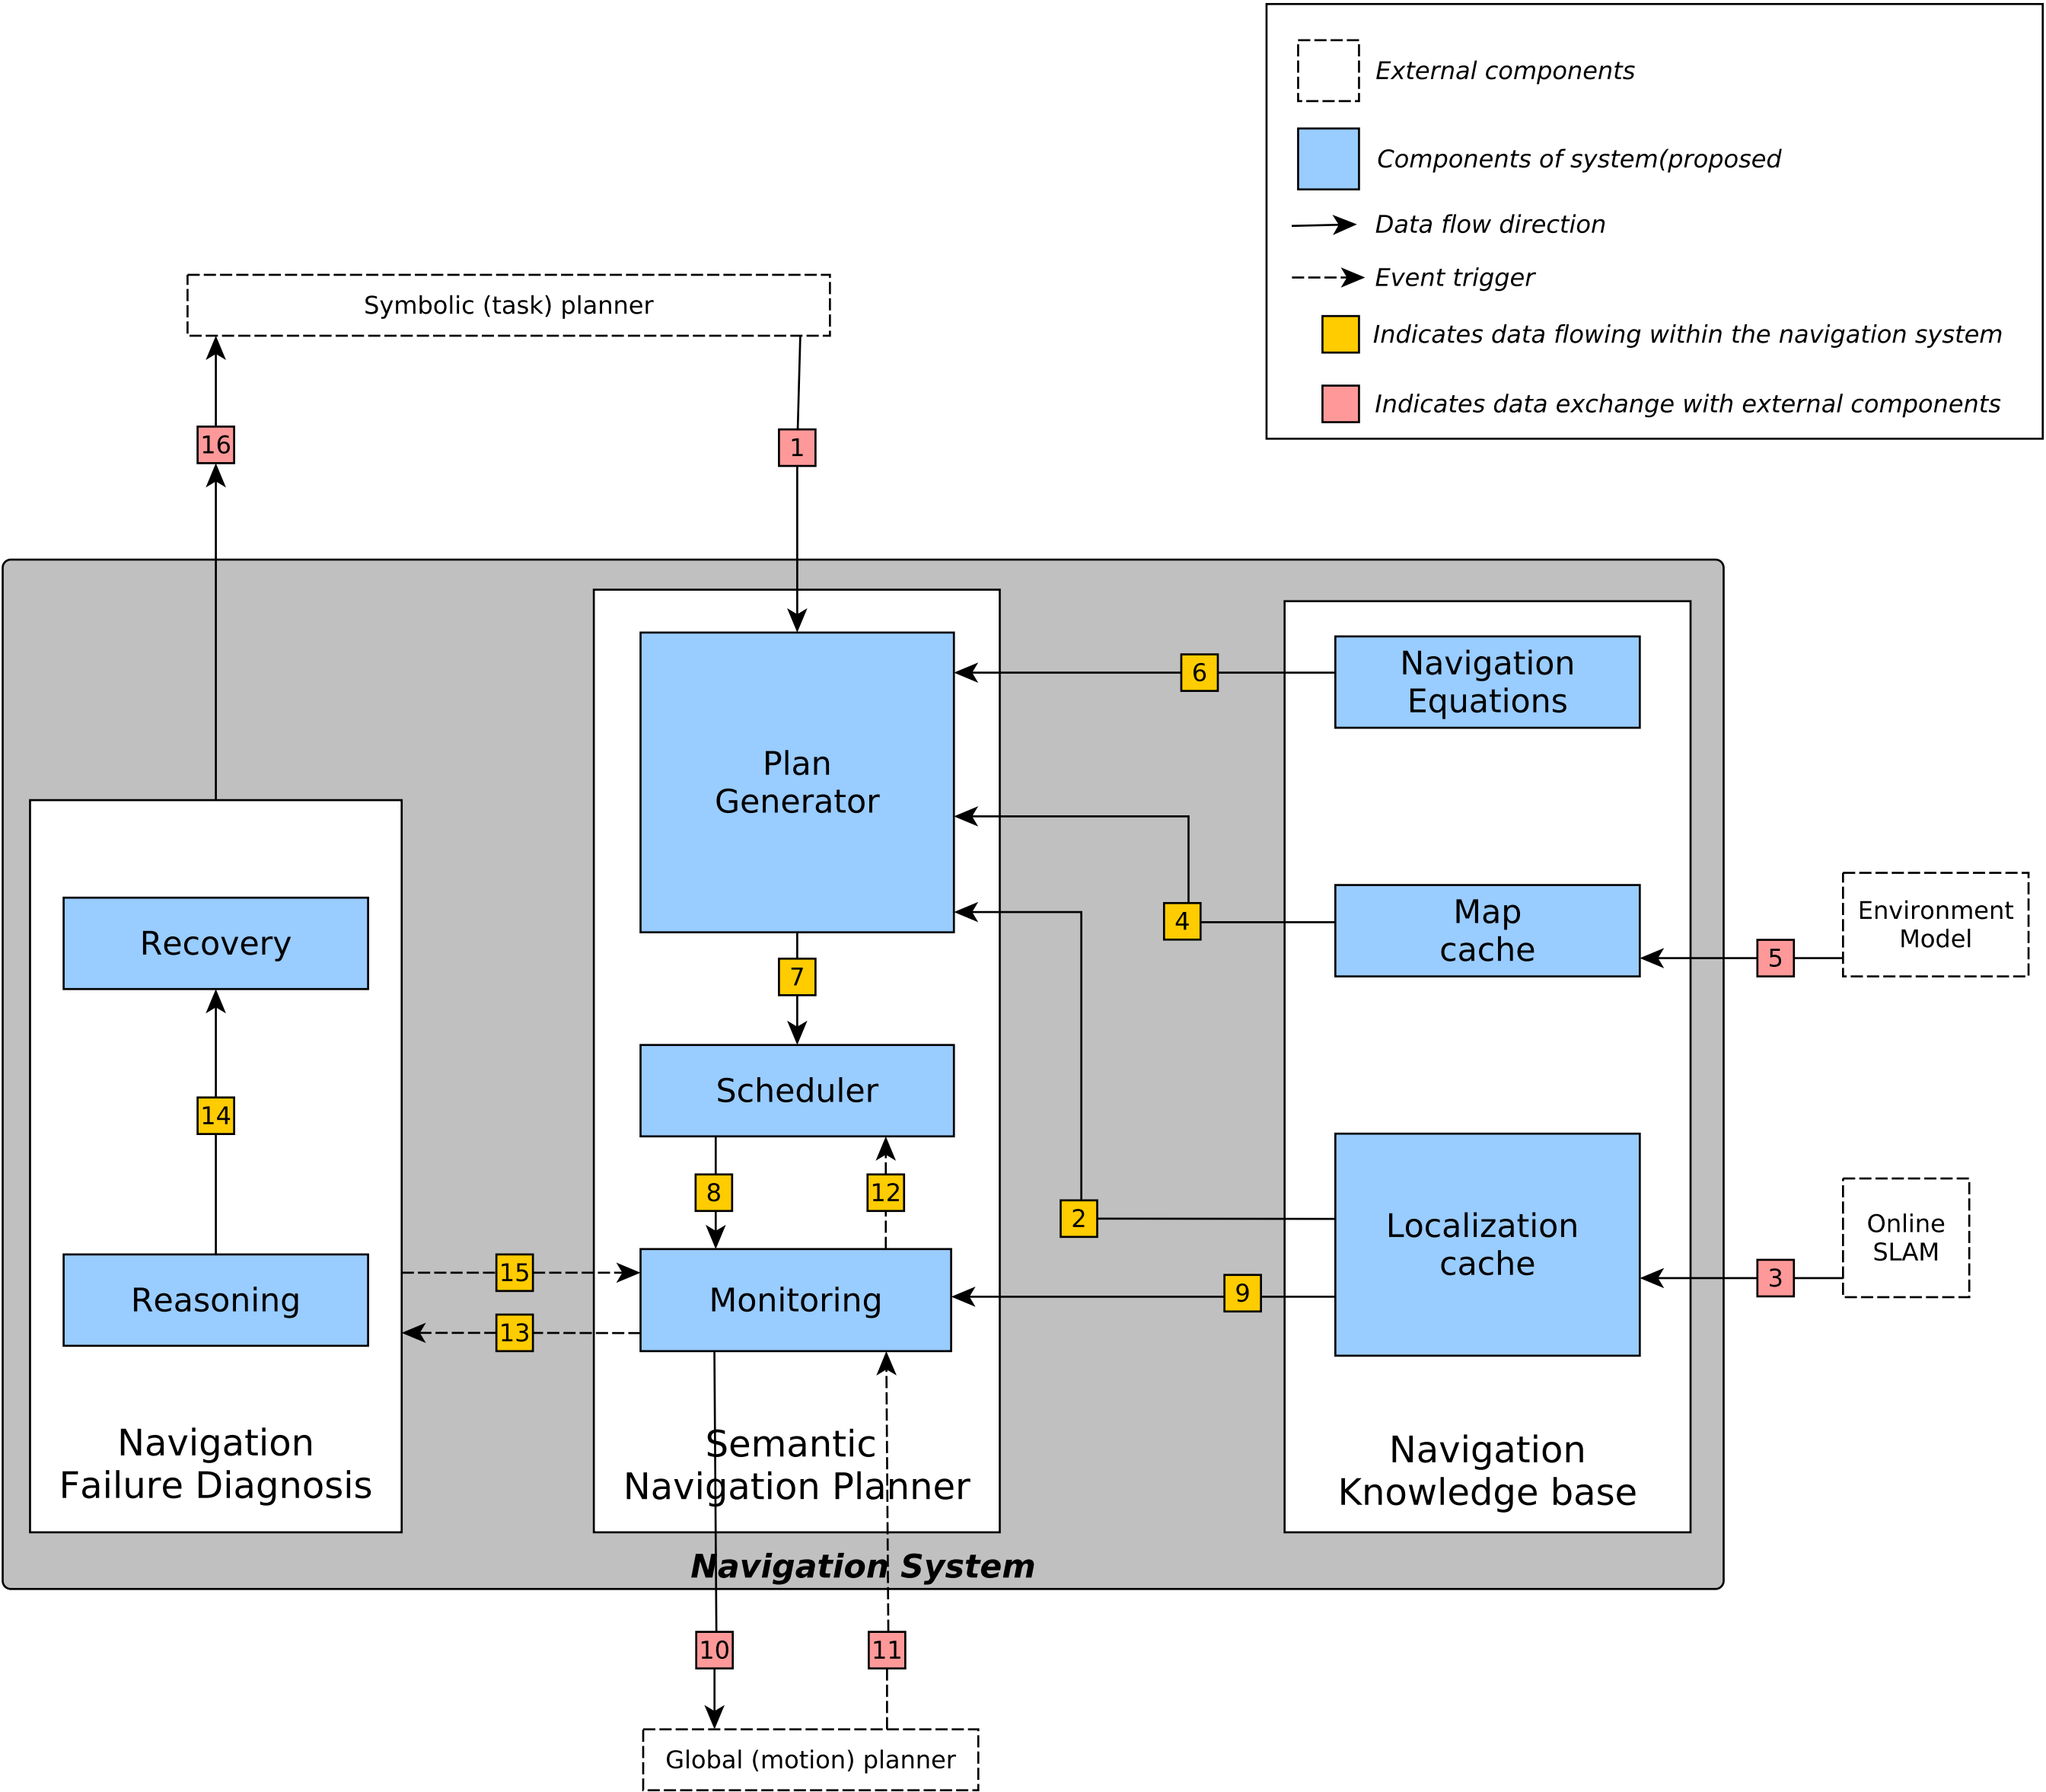 External components
Components of system(proposed
Data flow direction
Event trigger
Indicates data flowing within the navigation system
Indicates data exchange with external components
Symbolic (task) planner
16
1
Navigation
Equations
6
Plan
Generator
Map
cache
4
Environment
Model
5
Recovery
7
Scheduler
14
8
12
2
Localization
cache
Online
SLAM
3
Reasoning
15
13
Monitoring
9
Navigation
Failure Diagnosis
Semantic
Navigation Planner
Navigation
Knowledge base
Navigation System
10
11
Global (motion) planner